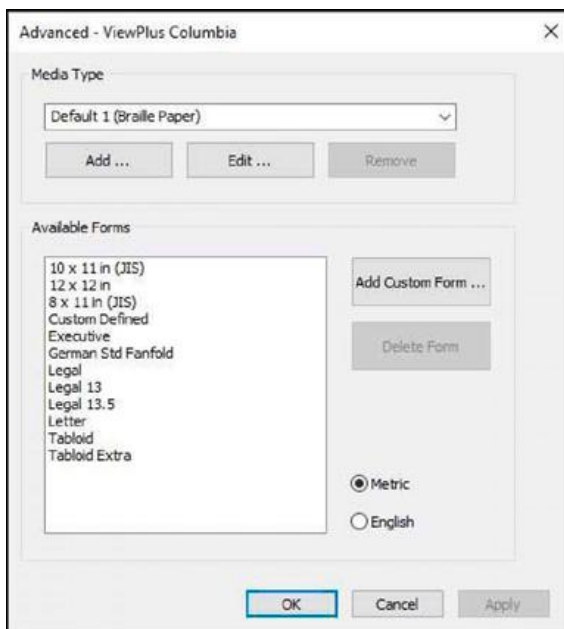 Advanced - ViewPlus Columbia
Media Type
Default 1 (Braille Paper)
Add ...
Edit ...
Remove
Available Forms
10 x 11 in (JIS)
12 x 12 in
8 x 11 in (JIS)
Custom Defined
Executive
German Std Fanfold
Legal
Legal 13
Legal 13.5
Letter
Tabloid
Tabloid Extra
Add Custom Form ...
Delete Form
Metric
English
OK
Cancel
Apply